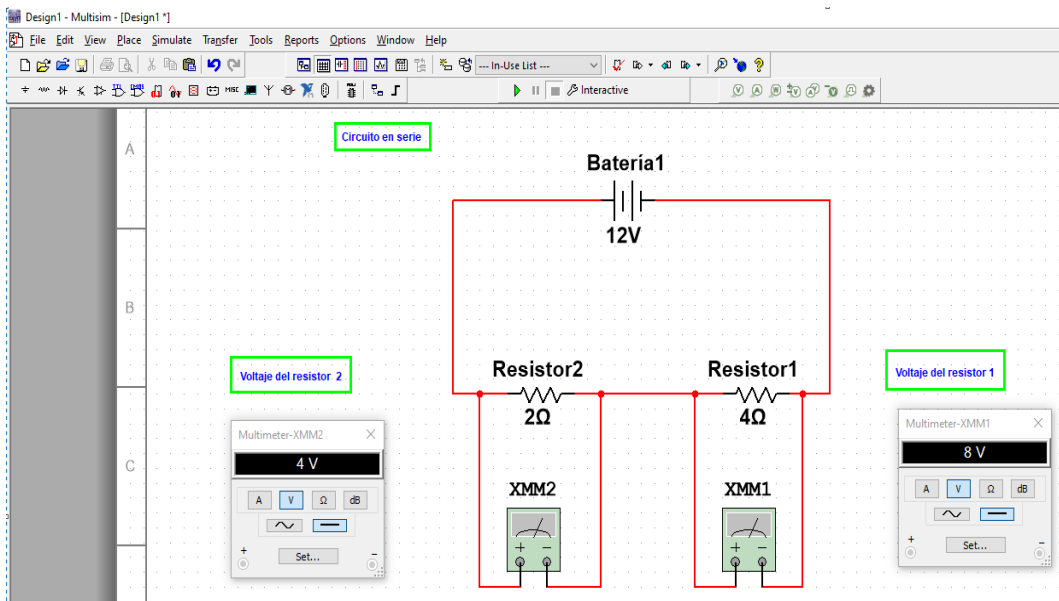 Design1 - Multisim - [Design1 *]
File Edit View Place Simulate Transfer Tools Reports Options Window Help
--- In-Use List ---
MISC Interactive
Circuito en serie
A
Batería1
12V
B
Resistor2
Resistor1
Voltaje del resistor 2
Voltaje del resistor 1
2Ω
4Ω
Multimeter-XMM2
4 V
A V Ω dB
Set...
+ -
Multimeter-XMM1
8 V
A V Ω dB
Set...
+ -
C
XMM2
XMM1
+ -
+ -